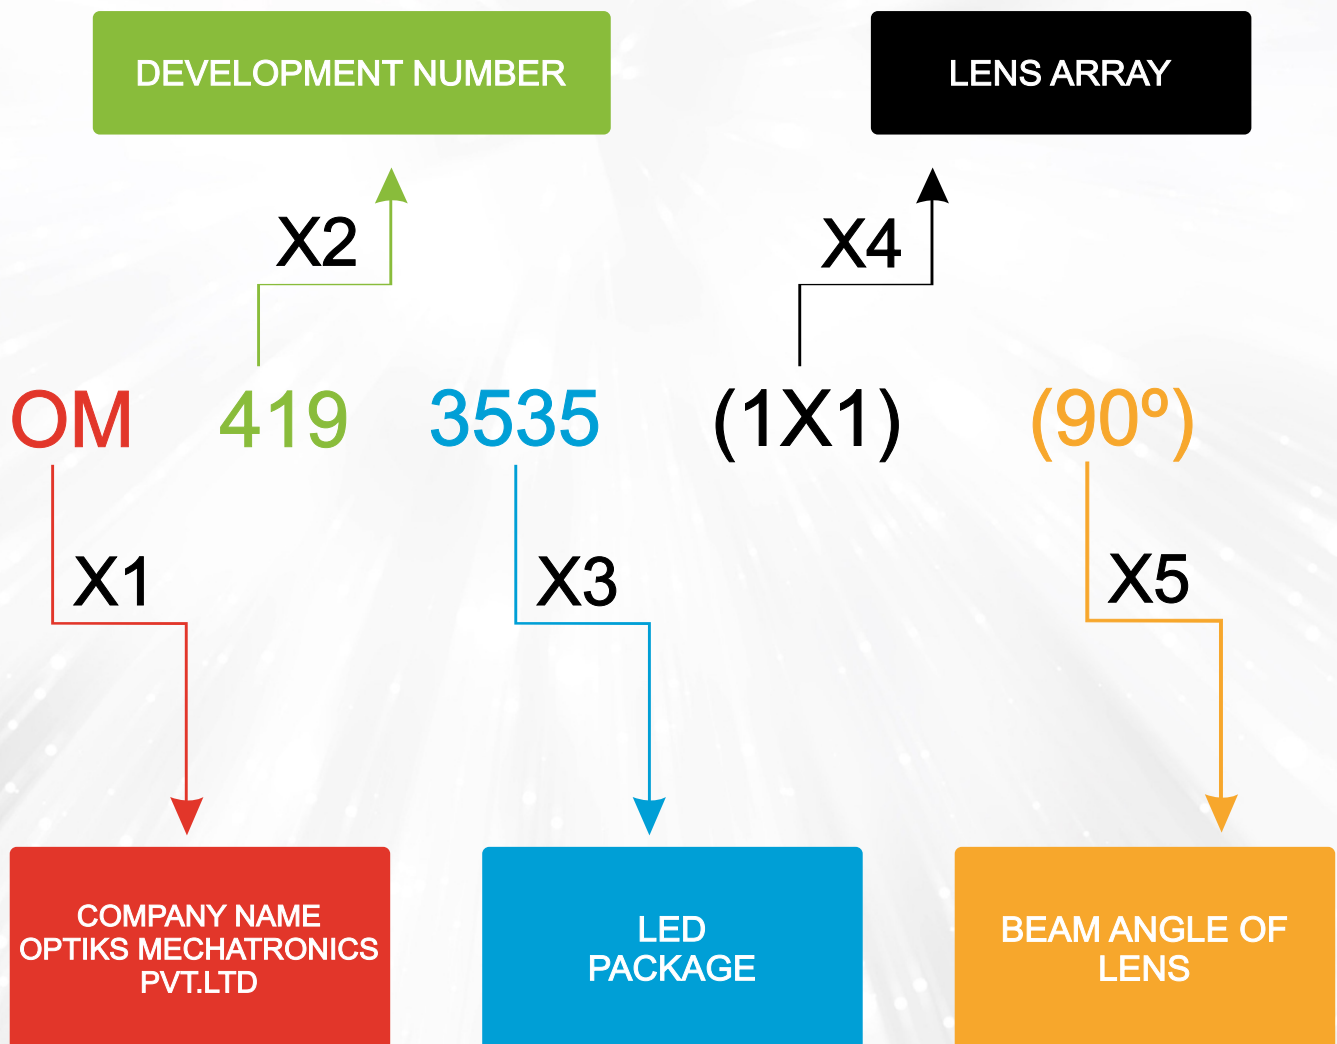 DEVELOPMENT NUMBER
LENS ARRAY
X2
X4
OM 419 3535 (1X1) (90º)
X1
X3
X5
COMPANY NAME
OPTIKS MECHATRONICS
PVT.LTD
LED
PACKAGE
BEAM ANGLE OF
LENS